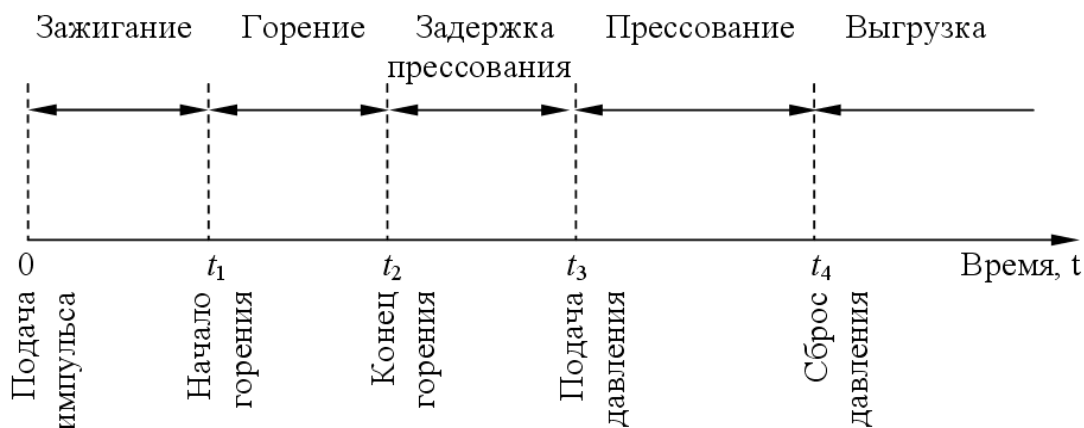 Зажигание Горение Задержка Прессование Выгрузка
прессования
0 t₁ t₂ t₃ t₄ Время, t
Подача
импульса
Начало
горения
Конец
горения
Подача
давления
Сброс
давления